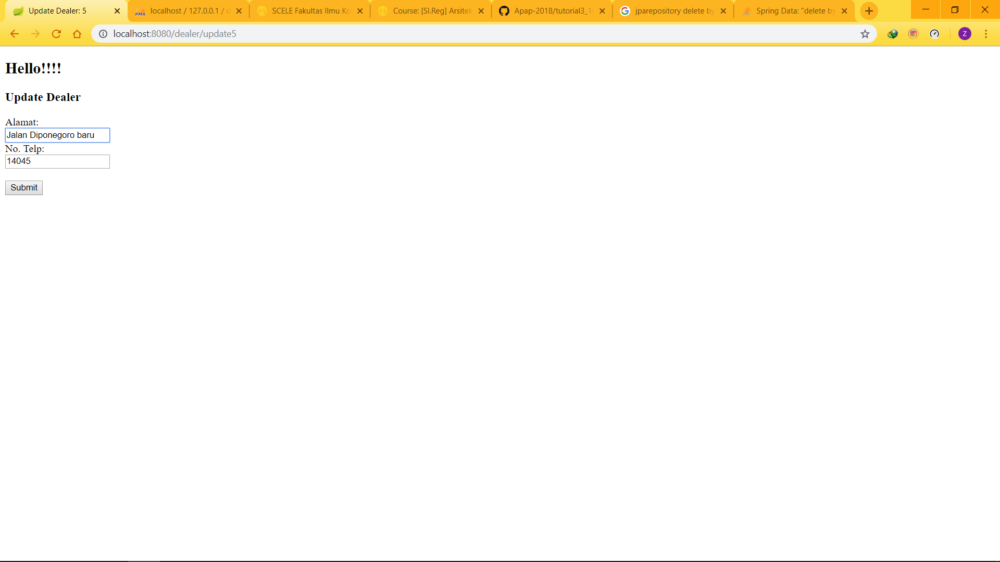 Update Dealer: 5
localhost / 127.0.0.1 / d
SCELE Fakultas Ilmu Ko
Course: [SI.Reg] Arsitek
Apap-2018/tutorial3_1
jparepository delete by
Spring Data: "delete by
localhost:8080/dealer/update5
Z
Hello!!!!
Update Dealer
Alamat:
Jalan Diponegoro baru
No. Telp:
14045
Submit